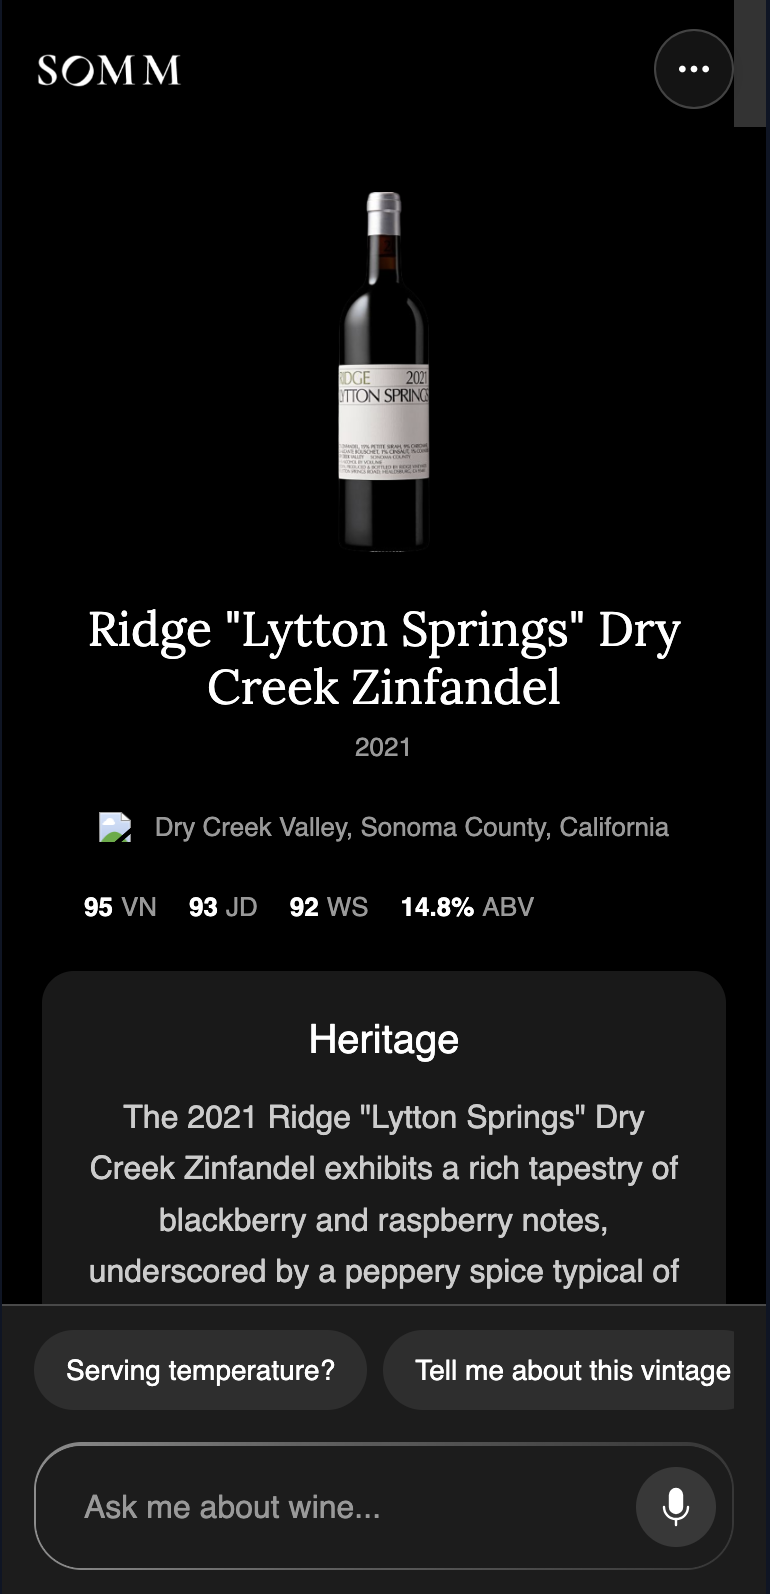 SOMM
RIDGE 2021
LYTTON SPRINGS
Ridge "Lytton Springs" Dry
Creek Zinfandel
2021
Dry Creek Valley, Sonoma County, California
95 VN 93 JD 92 WS 14.8% ABV
Heritage
The 2021 Ridge "Lytton Springs" Dry
Creek Zinfandel exhibits a rich tapestry of
blackberry and raspberry notes,
underscored by a peppery spice typical of
Serving temperature? Tell me about this vintage
Ask me about wine...